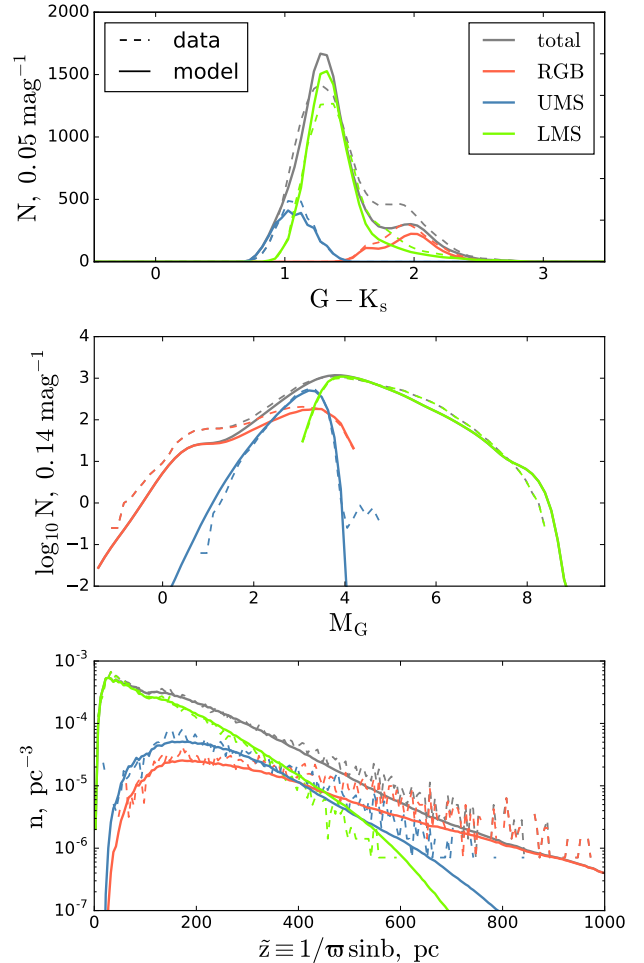 2000
1500
1000
500
0
N, 0.05 mag⁻¹
data
model
total
RGB
UMS
LMS
0 1 2 3
G − Kₛ
4
3
2
1
0
−1
−2
log₁₀ N, 0.14 mag⁻¹
0 2 4 6 8
M_G
10⁻³
10⁻⁴
10⁻⁵
10⁻⁶
10⁻⁷
n, pc⁻³
0 200 400 600 800 1000
z̃ ≡ 1/ϖ sinb, pc